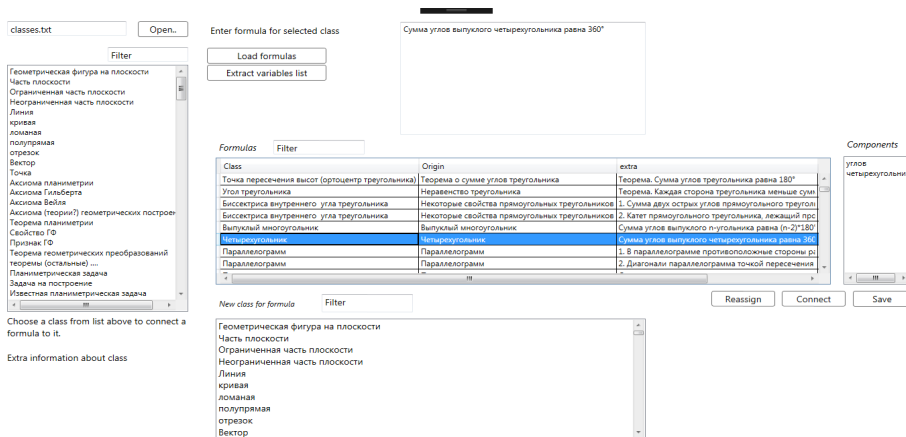 classes.txt
Open..
Enter formula for selected class
Сумма углов выпуклого четырехугольника равна 360°
Filter
Load formulas
Extract variables list
Геометрическая фигура на плоскости
Часть плоскости
Ограниченная часть плоскости
Неограниченная часть плоскости
Линия
кривая
ломаная
полупрямая
отрезок
Вектор
Точка
Аксиома планиметрии
Аксиома Гильберта
Аксиома Вейля
Аксиома (теории?) геометрических построен
Теорема планиметрии
Свойство ГФ
Признак ГФ
Теорема геометрических преобразований
теоремы (остальные) ....
Планиметрическая задача
Задача на построение
Известная планиметрическая задача
Choose a class from list above to connect a
formula to it.
Extra information about class
Formulas
Filter
Class Origin extra
Точка пересечения высот (ортоцентр треугольника) Теорема о сумме углов треугольника Теорема. Сумма углов треугольника равна 180°
Угол треугольника Неравенство треугольника Теорема. Каждая сторона треугольника меньше сум
Биссектриса внутреннего угла треугольника Некоторые свойства прямоугольных треугольников 1. Сумма двух острых углов прямоугольного треугол
Биссектриса внутреннего угла треугольника Некоторые свойства прямоугольных треугольников 2. Катет прямоугольного треугольника, лежащий про
Выпуклый многоугольник Выпуклый многоугольник Сумма углов выпуклого n-угольника равна (n-2)*180°
Четырехугольник Четырехугольник Сумма углов выпуклого четырехугольника равна 360
Параллелограмм Параллелограмм 1. В параллелограмме противоположные стороны ра
Параллелограмм Параллелограмм 2. Диагонали параллелограмма точкой пересечения
Components
углов
четырехугольни
New class for formula
Filter
Reassign
Connect
Save
Геометрическая фигура на плоскости
Часть плоскости
Ограниченная часть плоскости
Неограниченная часть плоскости
Линия
кривая
ломаная
полупрямая
отрезок
Вектор